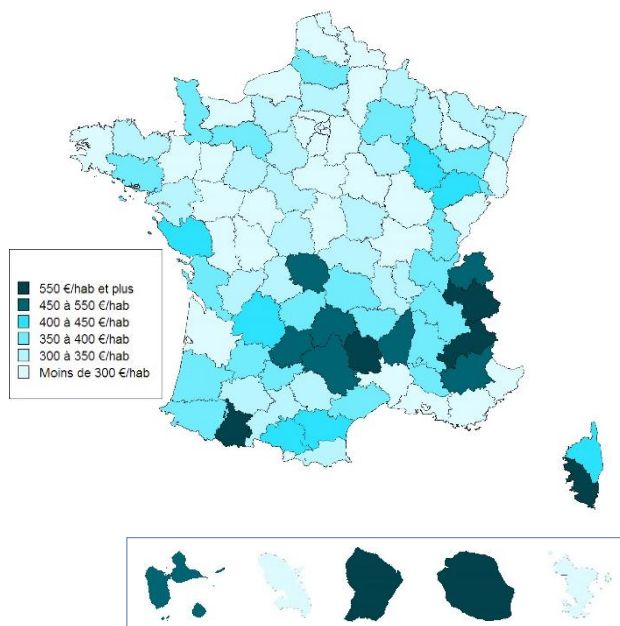 550 €/hab et plus
450 à 550 €/hab
400 à 450 €/hab
350 à 400 €/hab
300 à 350 €/hab
Moins de 300 €/hab